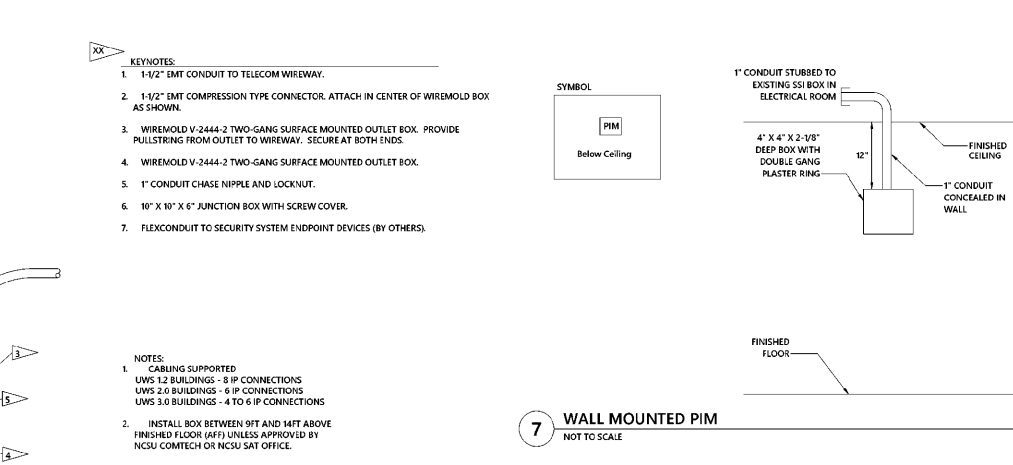 XX
KEYNOTES:
1. 1-1/2" EMT CONDUIT TO TELECOM WIREWAY.
2. 1-1/2" EMT COMPRESSION TYPE CONNECTOR. ATTACH IN CENTER OF WIREMOLD BOX
AS SHOWN.
3. WIREMOLD V-2444-2 TWO-GANG SURFACE MOUNTED OUTLET BOX. PROVIDE
PULLSTRING FROM OUTLET TO WIREWAY. SECURE AT BOTH ENDS.
4. WIREMOLD V-2444-2 TWO-GANG SURFACE MOUNTED OUTLET BOX.
5. 1" CONDUIT CHASE NIPPLE AND LOCKNUT.
6. 10" X 10" X 6" JUNCTION BOX WITH SCREW COVER.
7. FLEXCONDUIT TO SECURITY SYSTEM ENDPOINT DEVICES (BY OTHERS).
3
5
4
NOTES:
1. CABLING SUPPORTED
UWS 1.2 BUILDINGS - 8 IP CONNECTIONS
UWS 2.0 BUILDINGS - 6 IP CONNECTIONS
UWS 3.0 BUILDINGS - 4 TO 6 IP CONNECTIONS
2. INSTALL BOX BETWEEN 9FT AND 14FT ABOVE
FINISHED FLOOR (AFF) UNLESS APPROVED BY
NCSU COMTECH OR NCSU SAT OFFICE.
SYMBOL
PIM
Below Ceiling
1" CONDUIT STUBBED TO
EXISTING SSI BOX IN
ELECTRICAL ROOM
4" X 4" X 2-1/8"
DEEP BOX WITH
DOUBLE GANG
PLASTER RING
12"
FINISHED
CEILING
1" CONDUIT
CONCEALED IN
WALL
FINISHED
FLOOR
7
WALL MOUNTED PIM
NOT TO SCALE